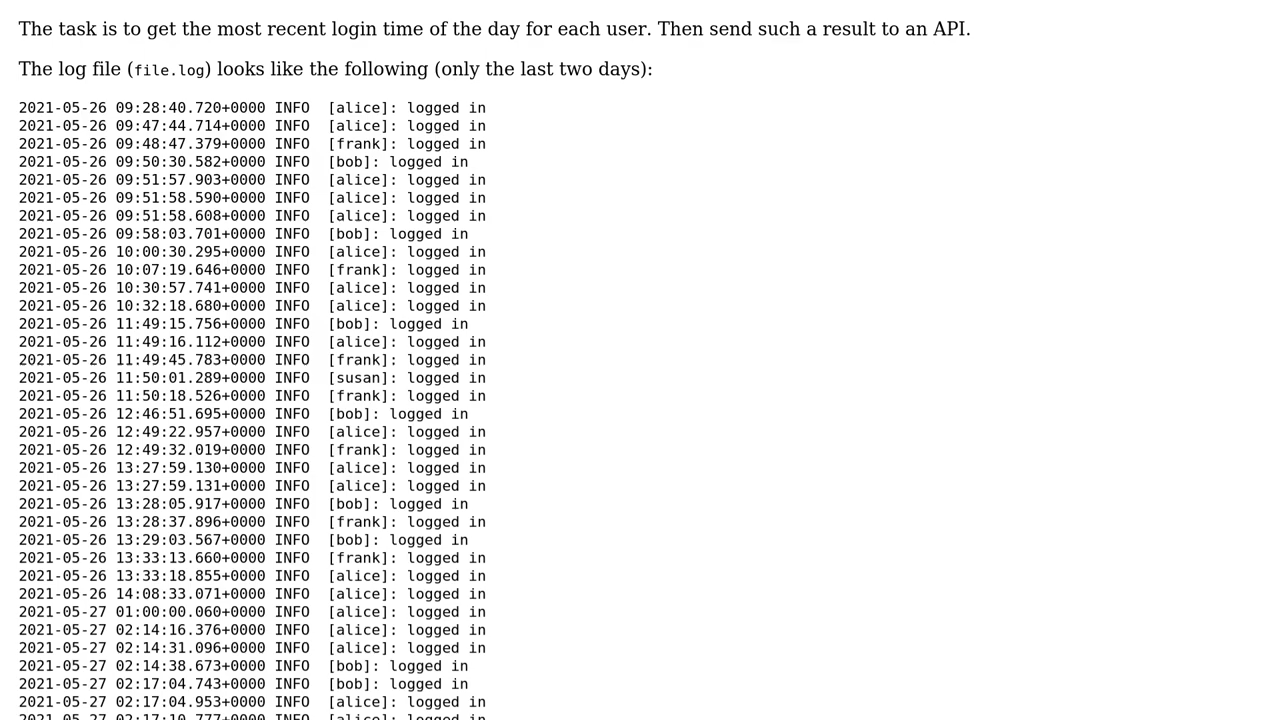 The task is to get the most recent login time of the day for each user. Then send such a result to an API.
The log file (file.log) looks like the following (only the last two days):
2021-05-26 09:28:40.720+0000 INFO  [alice]: logged in
2021-05-26 09:47:44.714+0000 INFO  [alice]: logged in
2021-05-26 09:48:47.379+0000 INFO  [frank]: logged in
2021-05-26 09:50:30.582+0000 INFO  [bob]: logged in
2021-05-26 09:51:57.903+0000 INFO  [alice]: logged in
2021-05-26 09:51:58.590+0000 INFO  [alice]: logged in
2021-05-26 09:51:58.608+0000 INFO  [alice]: logged in
2021-05-26 09:58:03.701+0000 INFO  [bob]: logged in
2021-05-26 10:00:30.295+0000 INFO  [alice]: logged in
2021-05-26 10:07:19.646+0000 INFO  [frank]: logged in
2021-05-26 10:30:57.741+0000 INFO  [alice]: logged in
2021-05-26 10:32:18.680+0000 INFO  [alice]: logged in
2021-05-26 11:49:15.756+0000 INFO  [bob]: logged in
2021-05-26 11:49:16.112+0000 INFO  [alice]: logged in
2021-05-26 11:49:45.783+0000 INFO  [frank]: logged in
2021-05-26 11:50:01.289+0000 INFO  [susan]: logged in
2021-05-26 11:50:18.526+0000 INFO  [frank]: logged in
2021-05-26 12:46:51.695+0000 INFO  [bob]: logged in
2021-05-26 12:49:22.957+0000 INFO  [alice]: logged in
2021-05-26 12:49:32.019+0000 INFO  [frank]: logged in
2021-05-26 13:27:59.130+0000 INFO  [alice]: logged in
2021-05-26 13:27:59.131+0000 INFO  [alice]: logged in
2021-05-26 13:28:05.917+0000 INFO  [bob]: logged in
2021-05-26 13:28:37.896+0000 INFO  [frank]: logged in
2021-05-26 13:29:03.567+0000 INFO  [bob]: logged in
2021-05-26 13:33:13.660+0000 INFO  [frank]: logged in
2021-05-26 13:33:18.855+0000 INFO  [alice]: logged in
2021-05-26 14:08:33.071+0000 INFO  [alice]: logged in
2021-05-27 01:00:00.060+0000 INFO  [alice]: logged in
2021-05-27 02:14:16.376+0000 INFO  [alice]: logged in
2021-05-27 02:14:31.096+0000 INFO  [alice]: logged in
2021-05-27 02:14:38.673+0000 INFO  [bob]: logged in
2021-05-27 02:17:04.743+0000 INFO  [bob]: logged in
2021-05-27 02:17:04.953+0000 INFO  [alice]: logged in
2021-05-27 02:17:10.777+0000 INFO  [alice]: logged in